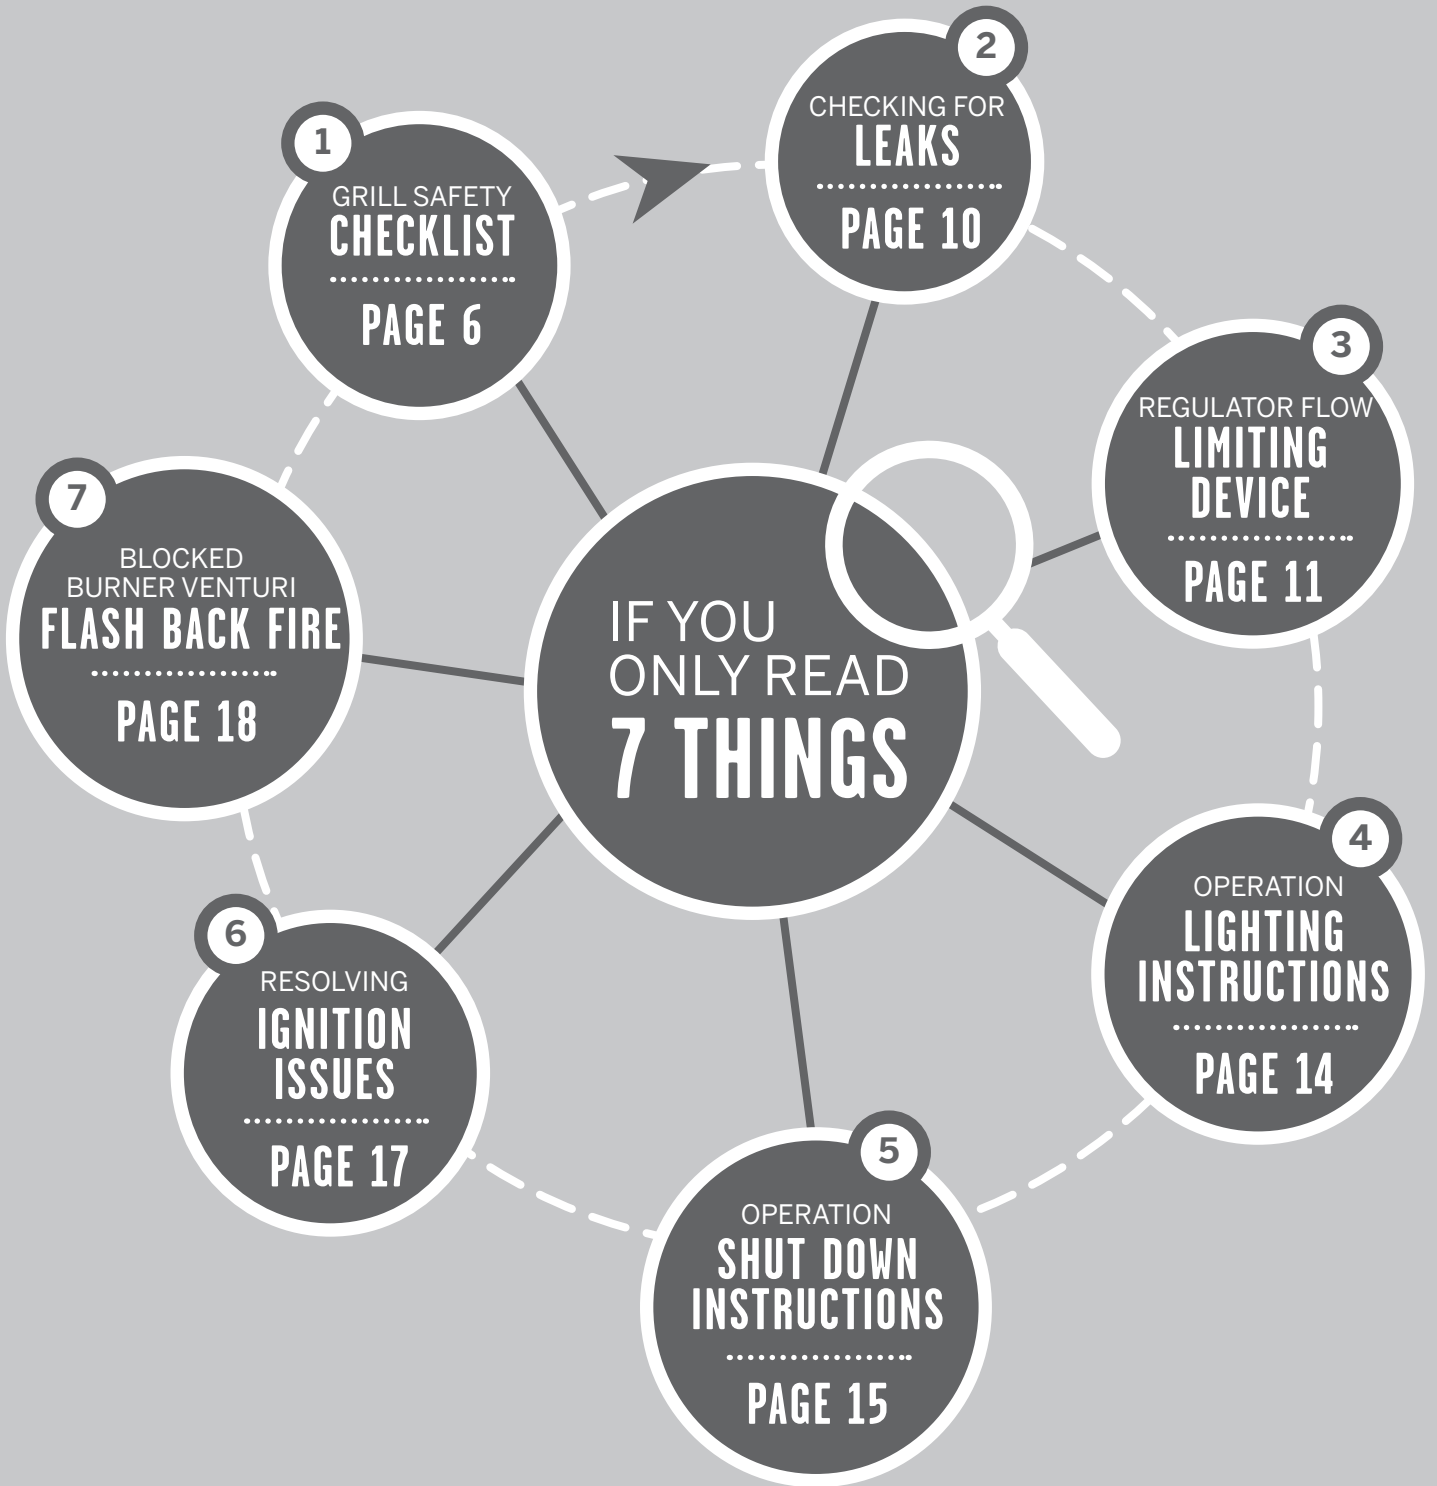 IF YOU
ONLY READ
7 THINGS
1
GRILL SAFETY
CHECKLIST
PAGE 6
2
CHECKING FOR
LEAKS
PAGE 10
3
REGULATOR FLOW
LIMITING
DEVICE
PAGE 11
4
OPERATION
LIGHTING
INSTRUCTIONS
PAGE 14
5
OPERATION
SHUT DOWN
INSTRUCTIONS
PAGE 15
6
RESOLVING
IGNITION
ISSUES
PAGE 17
7
BLOCKED
BURNER VENTURI
FLASH BACK FIRE
PAGE 18